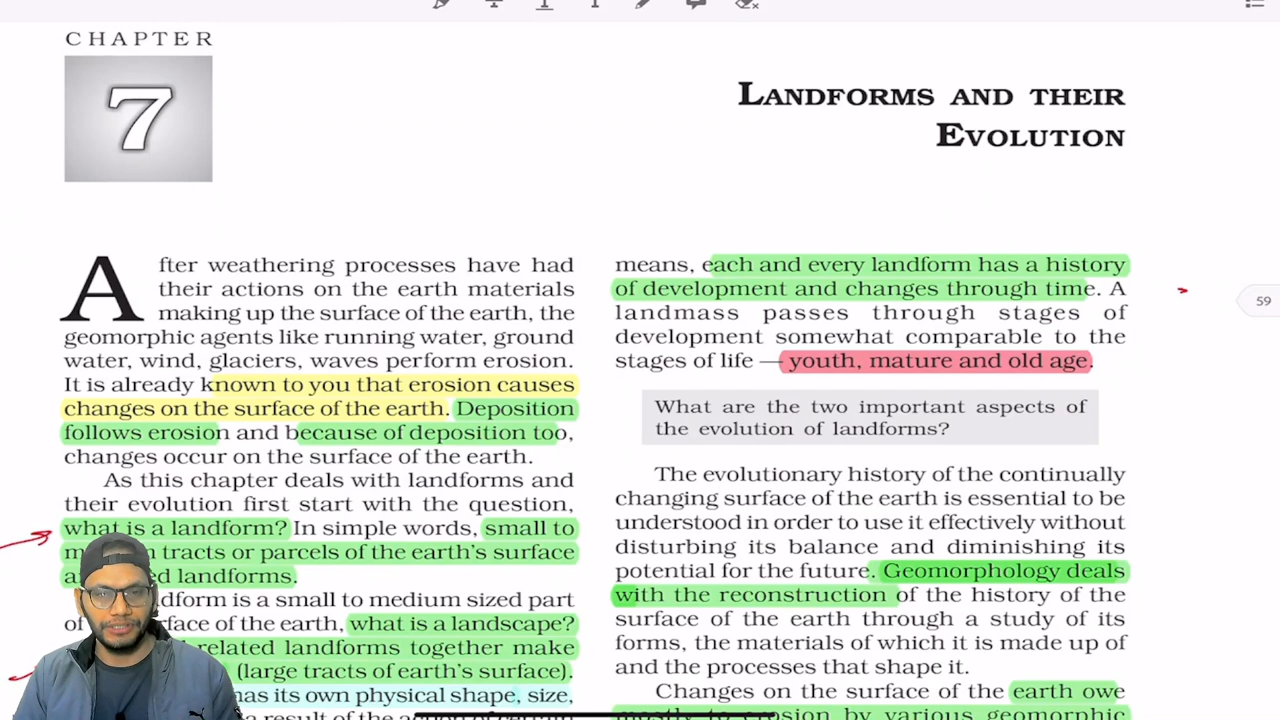 CHAPTER
7
LANDFORMS AND THEIR
EVOLUTION
59
After weathering processes have had
their actions on the earth materials
making up the surface of the earth, the
geomorphic agents like running water, ground
water, wind, glaciers, waves perform erosion.
It is already known to you that erosion causes
changes on the surface of the earth. Deposition
follows erosion and because of deposition too,
changes occur on the surface of the earth.
As this chapter deals with landforms and
their evolution first start with the question,
what is a landform? In simple words, small to
tracts or parcels of the earth's surface
landforms.
is a small to medium sized part
of the earth, what is a landscape?
related landforms together make
(large tracts of earth's surface).
has its own physical shape, size,
a result of the action of certain
means, each and every landform has a history
of development and changes through time. A
landmass passes through stages of
development somewhat comparable to the
stages of life — youth, mature and old age.
What are the two important aspects of
the evolution of landforms?
The evolutionary history of the continually
changing surface of the earth is essential to be
understood in order to use it effectively without
disturbing its balance and diminishing its
potential for the future. Geomorphology deals
with the reconstruction of the history of the
surface of the earth through a study of its
forms, the materials of which it is made up of
and the processes that shape it.
Changes on the surface of the earth owe
mostly to erosion by various geomorphic